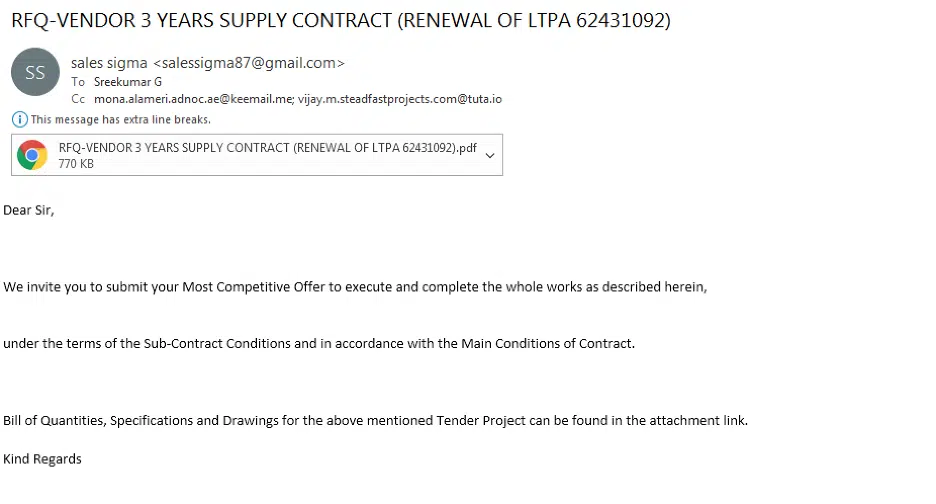 RFQ-VENDOR 3 YEARS SUPPLY CONTRACT (RENEWAL OF LTPA 62431092)
SS
sales sigma <salessigma87@gmail.com>
To Sreekumar G
Cc mona.alameri.adnoc.ae@keemail.me; vijay.m.steadfastprojects.com@tuta.io
This message has extra line breaks.
RFQ-VENDOR 3 YEARS SUPPLY CONTRACT (RENEWAL OF LTPA 62431092).pdf
770 KB
Dear Sir,
We invite you to submit your Most Competitive Offer to execute and complete the whole works as described herein,
under the terms of the Sub-Contract Conditions and in accordance with the Main Conditions of Contract.
Bill of Quantities, Specifications and Drawings for the above mentioned Tender Project can be found in the attachment link.
Kind Regards